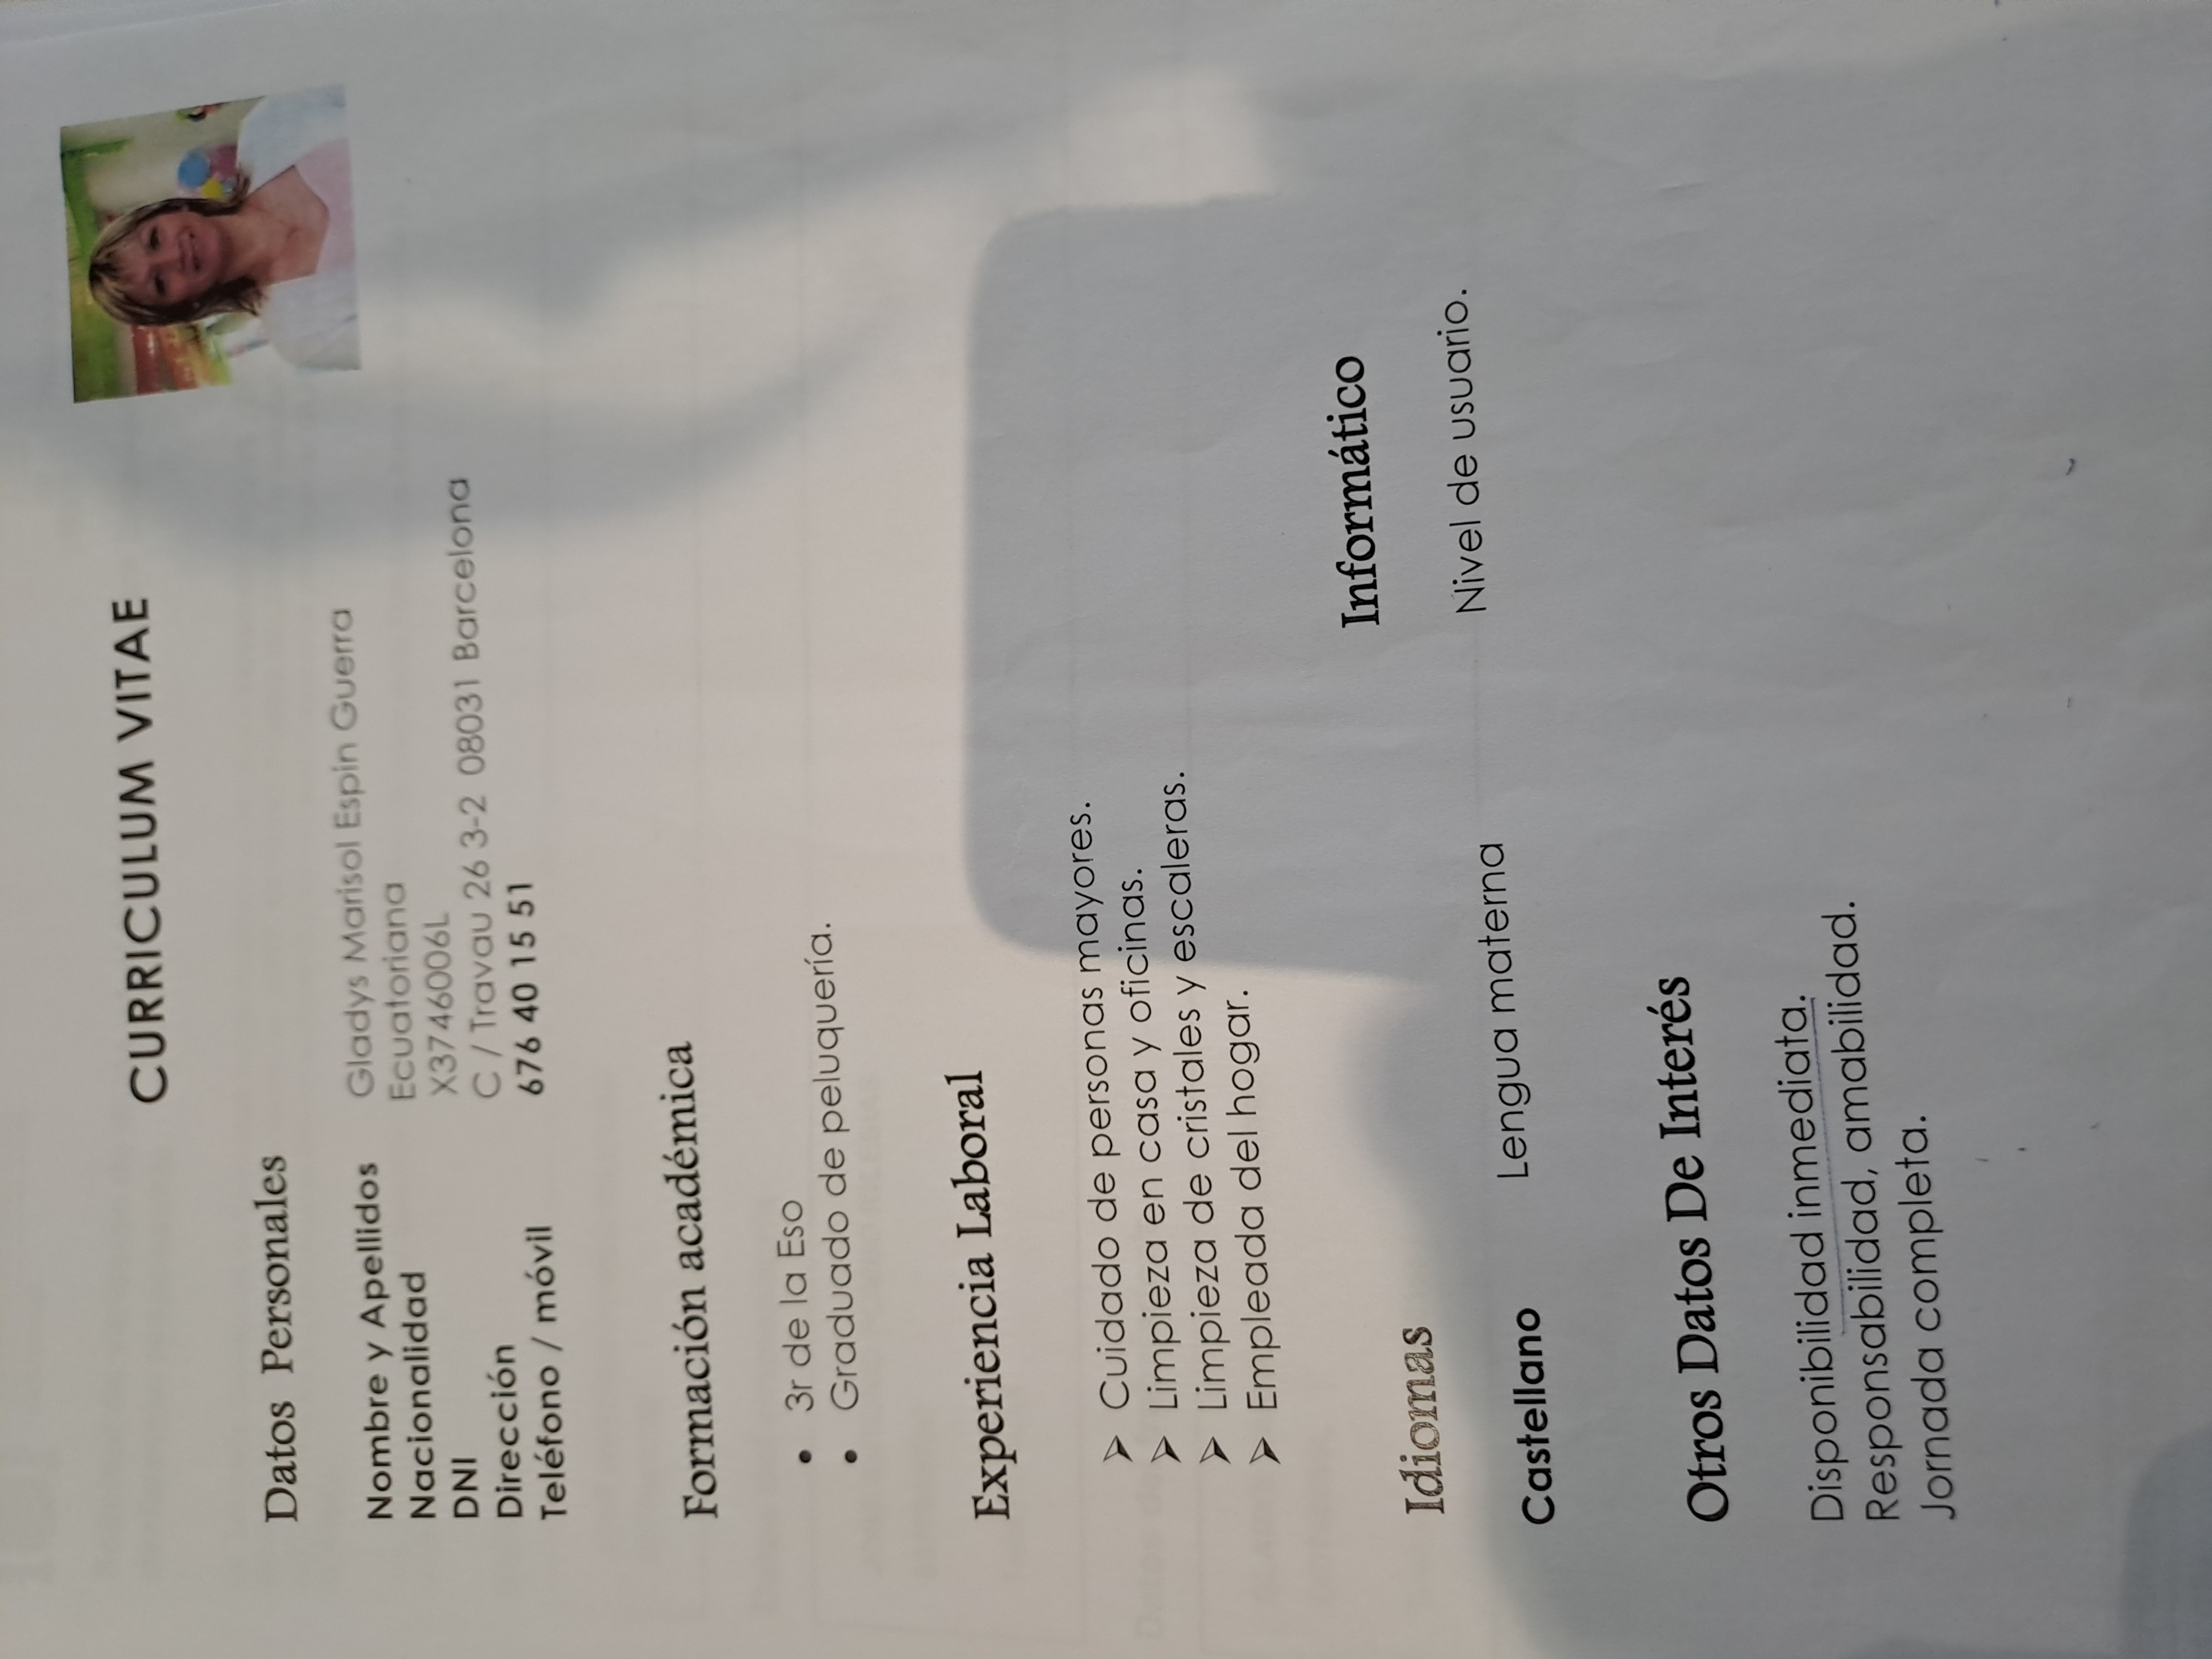 CURRICULUM VITAE
Datos Personales
Nombre y Apellidos Gladys Marisol Espin Guerra
Nacionalidad Ecuatoriana
DNI X3746006L
Dirección C / Travau 26 3-2 08031 Barcelona
Teléfono / móvil 676 40 15 51
Formación académica
• 3r de la Eso
• Graduado de peluquería.
Experiencia Laboral
➢ Cuidado de personas mayores.
➢ Limpieza en casa y oficinas.
➢ Limpieza de cristales y escaleras.
➢ Empleada del hogar.
Idiomas
Castellano Lengua materna
Informático
Nivel de usuario.
Otros Datos De Interés
Disponibilidad inmediata.
Responsabilidad, amabilidad.
Jornada completa.